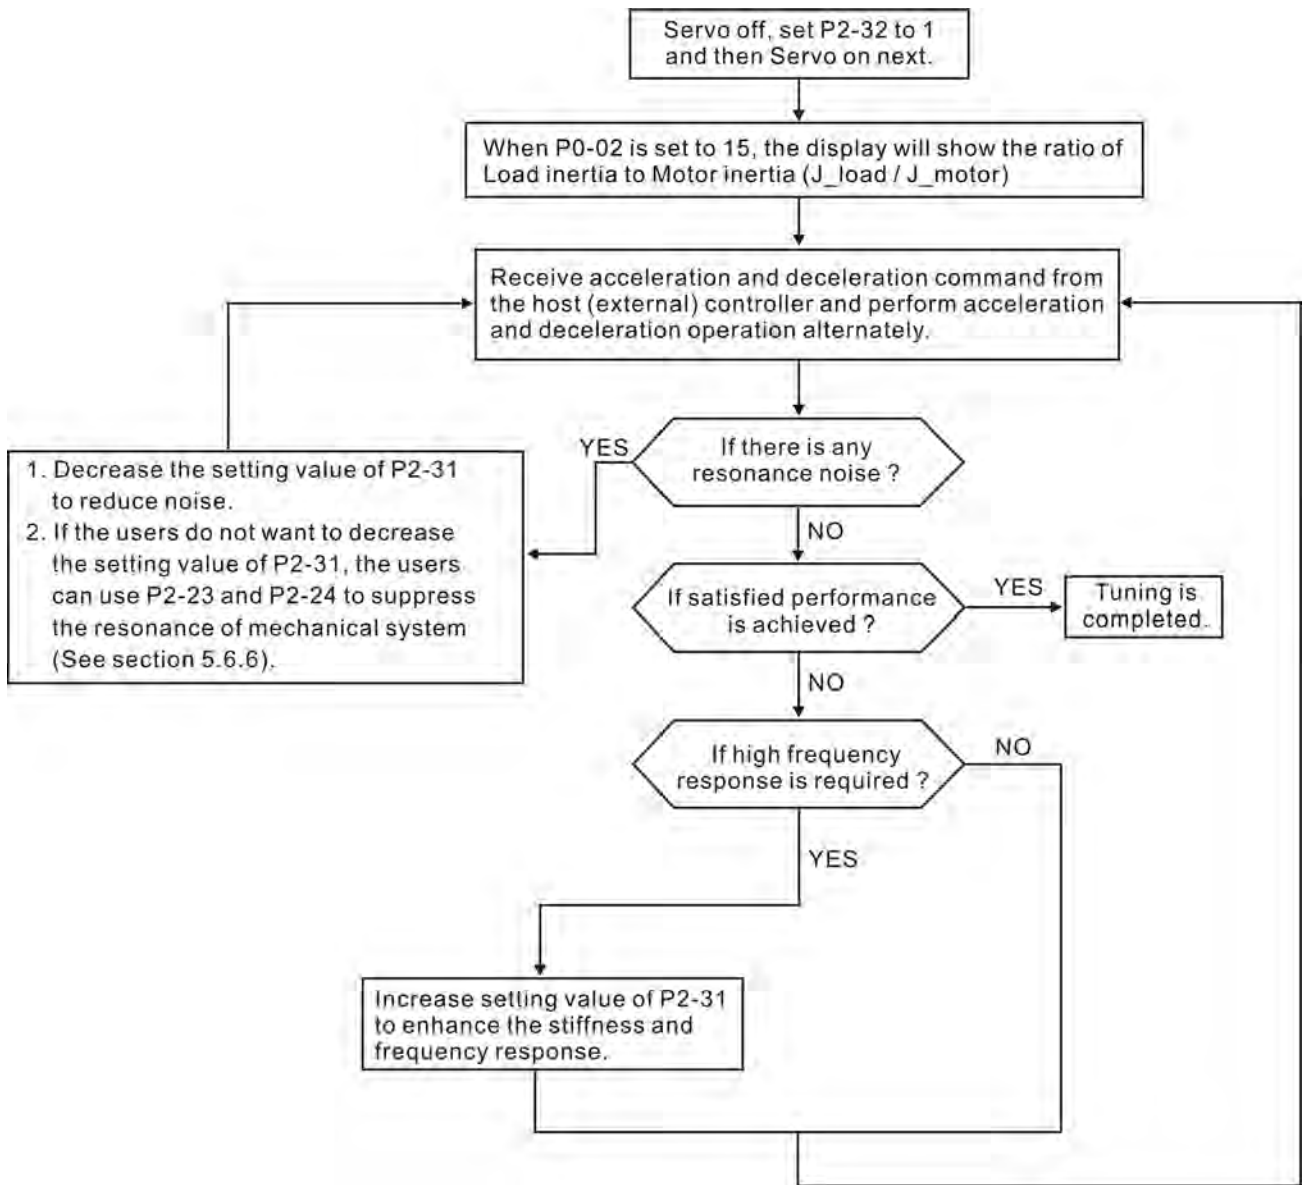 Servo off, set P2-32 to 1
and then Servo on next.
When P0-02 is set to 15, the display will show the ratio of
Load inertia to Motor inertia (J_load / J_motor)
Receive acceleration and deceleration command from
the host (external) controller and perform acceleration
and deceleration operation alternately.
YES
If there is any
resonance noise ?
1. Decrease the setting value of P2-31
to reduce noise.
2. If the users do not want to decrease
the setting value of P2-31, the users
can use P2-23 and P2-24 to suppress
the resonance of mechanical system
(See section 5.6.6).
NO
If satisfied performance
is achieved ?
YES
Tuning is
completed.
NO
If high frequency
response is required ?
NO
YES
Increase setting value of P2-31
to enhance the stiffness and
frequency response.